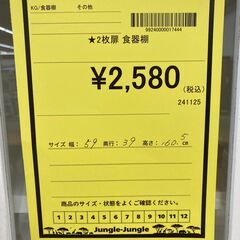 KG/食器棚 その他
99240000017444
★2枚扉 食器棚
¥2,580(税込)
241125
サイズ 幅: 59 奥行: 39 高さ: 160.5 cm
お品物のサイズ・状態をよくご確認ください。
1 2 3 4 5 6 7 8 9 10 11 12
Jungle-Jungle